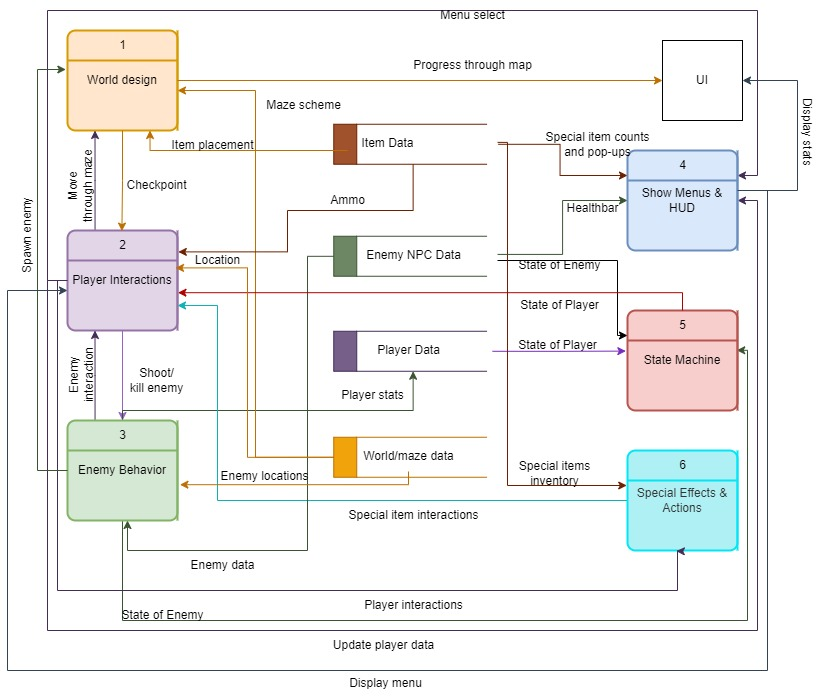 Menu select
1
World design
Progress through map
UI
Maze scheme
Item placement
Item Data
Special item counts
and pop-ups
Display stats
4
Show Menus &
HUD
Move
through maze
Checkpoint
Ammo
Healthbar
Spawn enemy
2
Player Interactions
Location
Enemy NPC Data
State of Enemy
State of Player
5
State Machine
Enemy
interaction
Shoot/
kill enemy
Player Data
State of Player
Player stats
3
Enemy Behavior
World/maze data
Enemy locations
Special items
inventory
6
Special Effects &
Actions
Special item interactions
Enemy data
Player interactions
State of Enemy
Update player data
Display menu